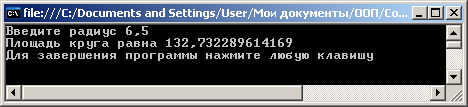 file:///C:/Documents and Settings/User/Мои документы/ООП/Co...
Введите радиус 6,5
Площадь круга равна 132,732289614169
Для завершения программы нажмите любую клавишу